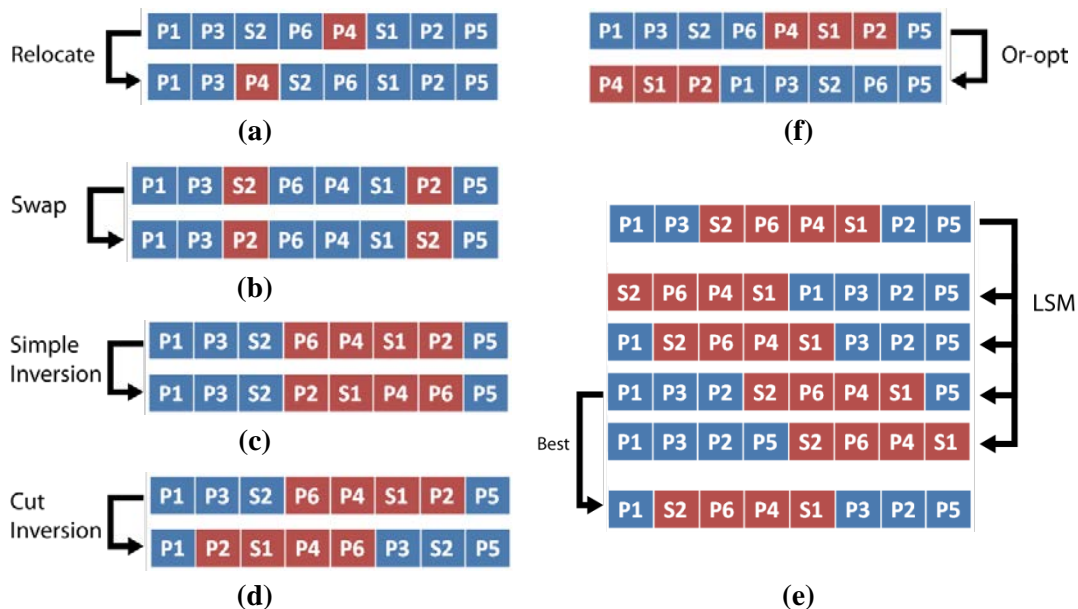 P1 P3 S2 P6 P4 S1 P2 P5
Relocate
P1 P3 P4 S2 P6 S1 P2 P5
(a)
P1 P3 S2 P6 P4 S1 P2 P5
Swap
P1 P3 P2 P6 P4 S1 S2 P5
(b)
P1 P3 S2 P6 P4 S1 P2 P5
Simple
Inversion
P1 P3 S2 P2 S1 P4 P6 P5
(c)
P1 P3 S2 P6 P4 S1 P2 P5
Cut
Inversion
P1 P2 S1 P4 P6 P3 S2 P5
(d)
P1 P3 S2 P6 P4 S1 P2 P5
Or-opt
P4 S1 P2 P1 P3 S2 P6 P5
(f)
P1 P3 S2 P6 P4 S1 P2 P5
S2 P6 P4 S1 P1 P3 P2 P5
LSM
P1 S2 P6 P4 S1 P3 P2 P5
P1 P3 P2 S2 P6 P4 S1 P5
P1 P3 P2 P5 S2 P6 P4 S1
Best
P1 S2 P6 P4 S1 P3 P2 P5
(e)